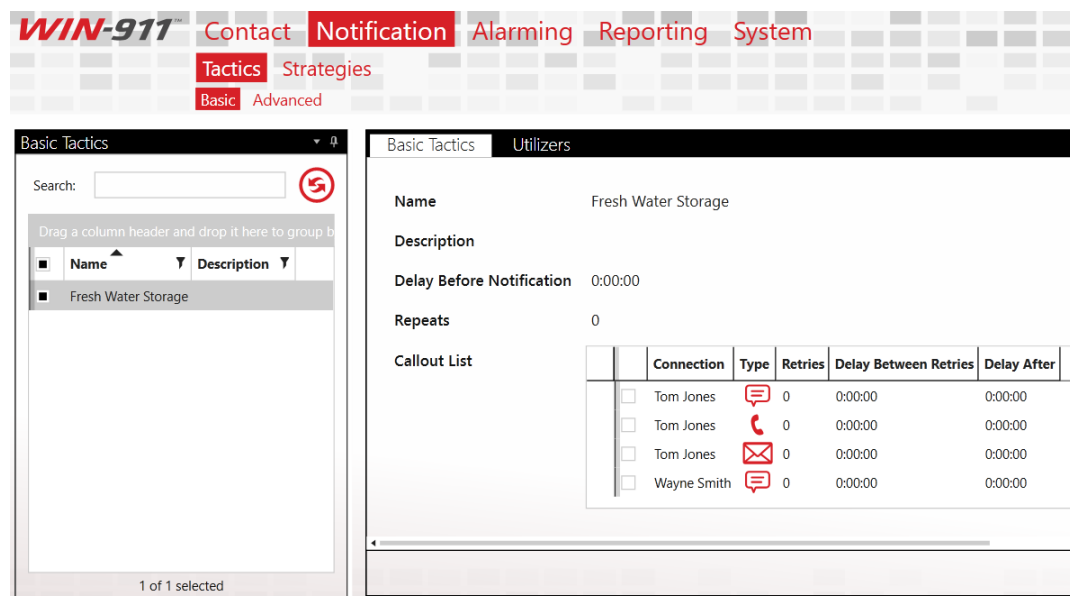 WIN-911™ Contact Notification Alarming Reporting System
Tactics Strategies
Basic Advanced
Basic Tactics
Search:
Drag a column header and drop it here to group b
Name Description
Fresh Water Storage
1 of 1 selected
Basic Tactics Utilizers
Name Fresh Water Storage
Description
Delay Before Notification 0:00:00
Repeats 0
Callout List
Connection Type Retries Delay Between Retries Delay After
Tom Jones 0 0:00:00 0:00:00
Tom Jones 0 0:00:00 0:00:00
Tom Jones 0 0:00:00 0:00:00
Wayne Smith 0 0:00:00 0:00:00